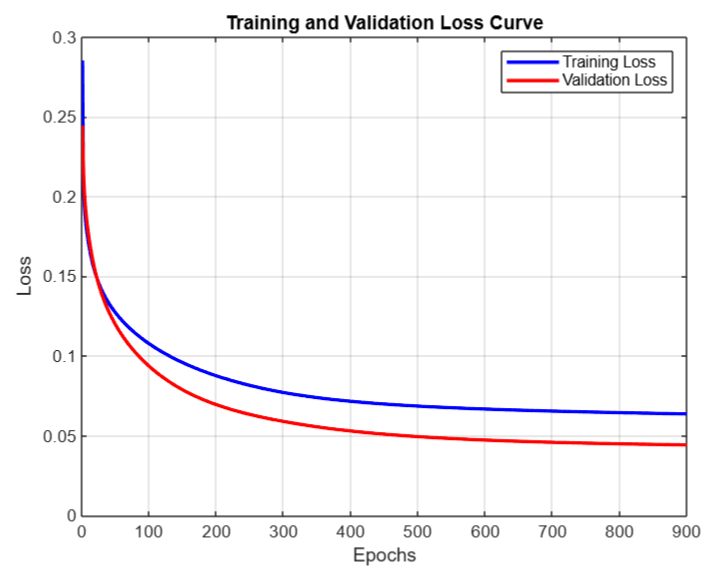 Training and Validation Loss Curve
Training Loss
Validation Loss
Loss
0.3
0.25
0.2
0.15
0.1
0.05
0
0 100 200 300 400 500 600 700 800 900
Epochs